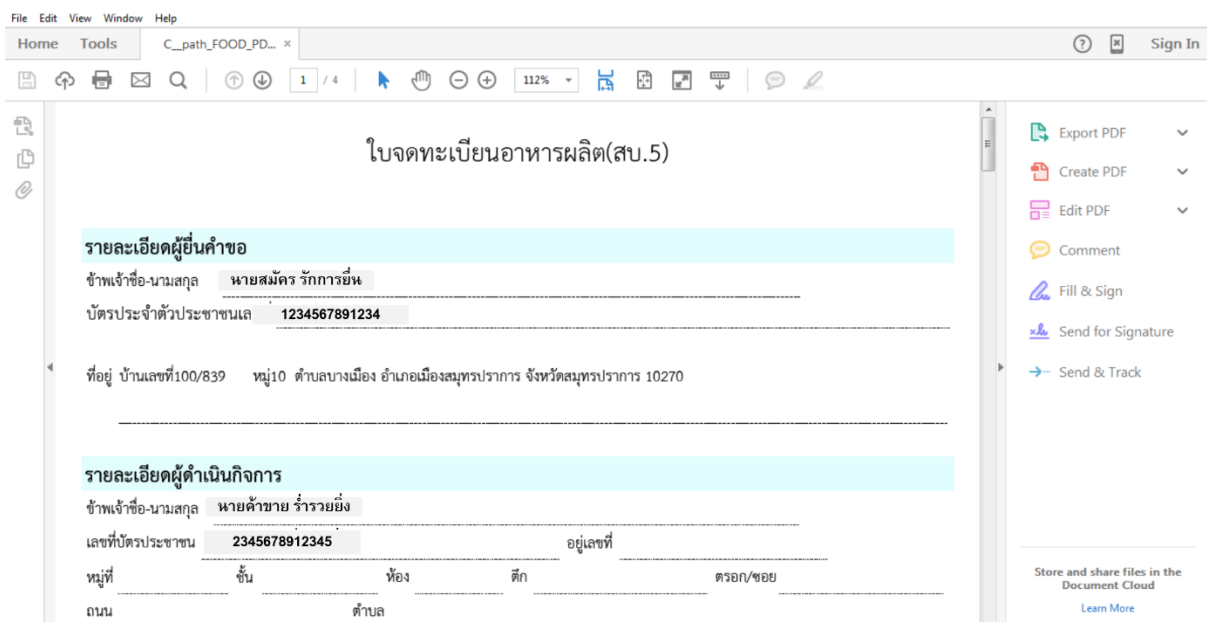 File Edit View Window Help
Home Tools C__path_FOOD_PD... × Sign In
1 / 4 112%
ใบจดทะเบียนอาหารผลิต(สบ.5)
รายละเอียดผู้ยื่นคำขอ
ข้าพเจ้าชื่อ-นามสกุล นายสมัคร รักการยื่น
บัตรประจำตัวประชาชนเล 1234567891234
ที่อยู่ บ้านเลขที่100/839 หมู่10 ตำบลบางเมือง อำเภอเมืองสมุทรปราการ จังหวัดสมุทรปราการ 10270
รายละเอียดผู้ดำเนินกิจการ
ข้าพเจ้าชื่อ-นามสกุล นายค้าขาย ร่ำรวยยิ่ง
เลขที่บัตรประชาชน 2345678912345 อยู่เลขที่
หมู่ที่ ชั้น ห้อง ตึก ตรอก/ซอย
ถนน ตำบล
Export PDF
Create PDF
Edit PDF
Comment
Fill & Sign
Send for Signature
Send & Track
Store and share files in the
Document Cloud
Learn More